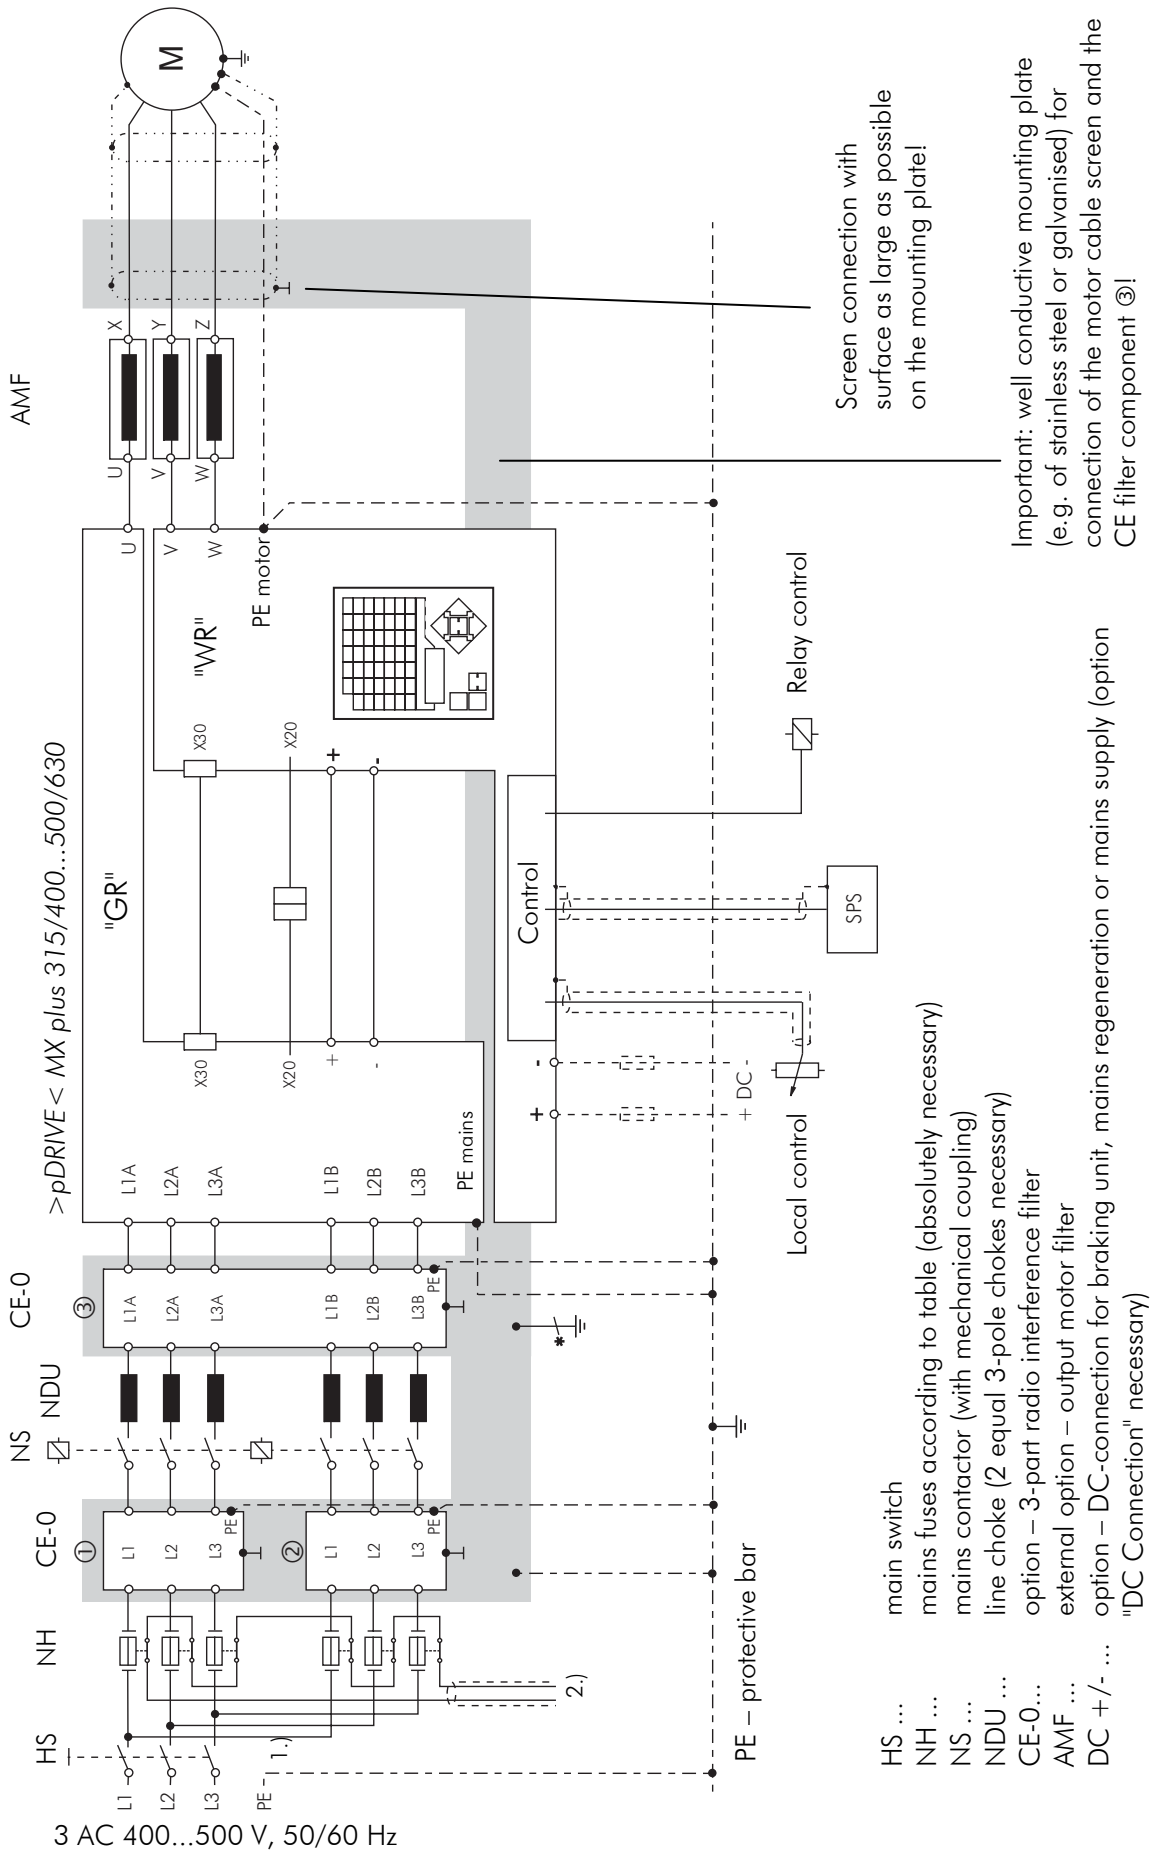 >pDRIVE< MX plus 315/400...500/630
3 AC 400...500 V, 50/60 Hz
HS
NH
CE-0
NS
NDU
CE-0
AMF
L1
L2
L3
PE
1.)
2.)
①
L1
L2
L3
PE
②
L1
L2
L3
PE
③
L1A
L2A
L3A
L1B
L2B
L3B
PE
L1A
L2A
L3A
L1B
L2B
L3B
PE mains
"GR"
X30
X20
+
-
X30
X20
+
-
"WR"
PE motor
U
V
W
U
V
W
X
Y
Z
M
*
+
-
+ DC -
Control
Local control
SPS
Relay control
PE – protective bar
Screen connection with
surface as large as possible
on the mounting plate!
Important: well conductive mounting plate
(e.g. of stainless steel or galvanised) for
connection of the motor cable screen and the
CE filter component ③!
HS ... main switch
NH ... mains fuses according to table (absolutely necessary)
NS ... mains contactor (with mechanical coupling)
NDU ... line choke (2 equal 3-pole chokes necessary)
CE-0... option – 3-part radio interference filter
AMF ... external option – output motor filter
DC +/- ... option – DC-connection for braking unit, mains regeneration or mains supply (option
"DC Connection" necessary)